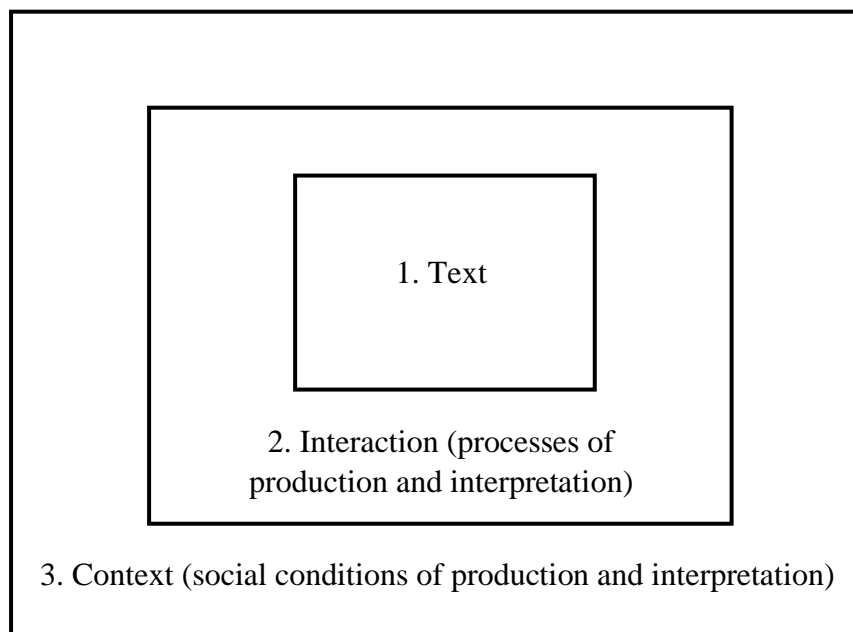 1. Text
2. Interaction (processes of
production and interpretation)
3. Context (social conditions of production and interpretation)